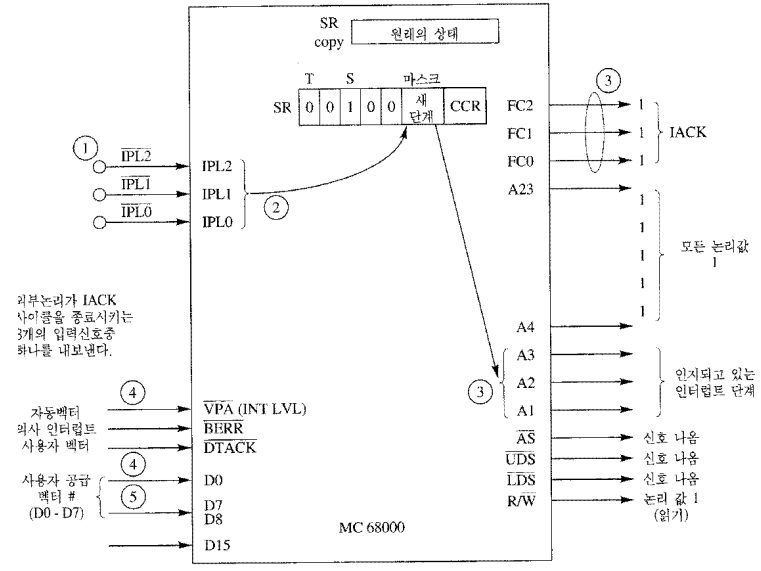 SR copy 원래의 상태
T S 마스크
SR 0 0 1 0 0 새 단계 CCR
① IPL2 IPL2
IPL1 IPL1
IPL0 IPL0
②
③
FC2 1
FC1 1 IACK
FC0 1
A23
1
1
1
1
1
모든 논리값 1
A4
③
A3
A2
A1
인지되고 있는
인터럽트 단계
AS 신호 나옴
UDS 신호 나옴
LDS 신호 나옴
R/W 논리 값 1
(읽기)
외부논리가 IACK
사이클을 종료시키는
3개의 입력신호중
하나를 내보낸다.
④
자동벡터 VPA (INT LVL)
의사 인터럽트 BERR
사용자 벡터 DTACK
④
사용자 공급
벡터 #
(D0 - D7)
⑤
D0
D7
D8
D15
MC 68000